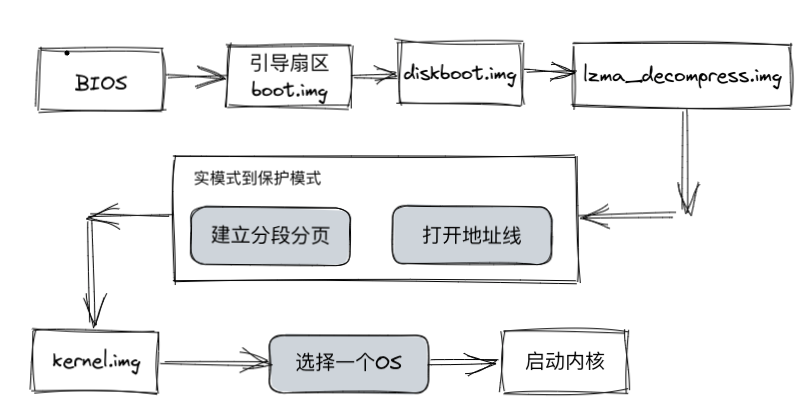 BIOS
引导扇区
boot.img
diskboot.img
lzma_decompress.img
实模式到保护模式
建立分段分页
打开地址线
kernel.img
选择一个OS
启动内核